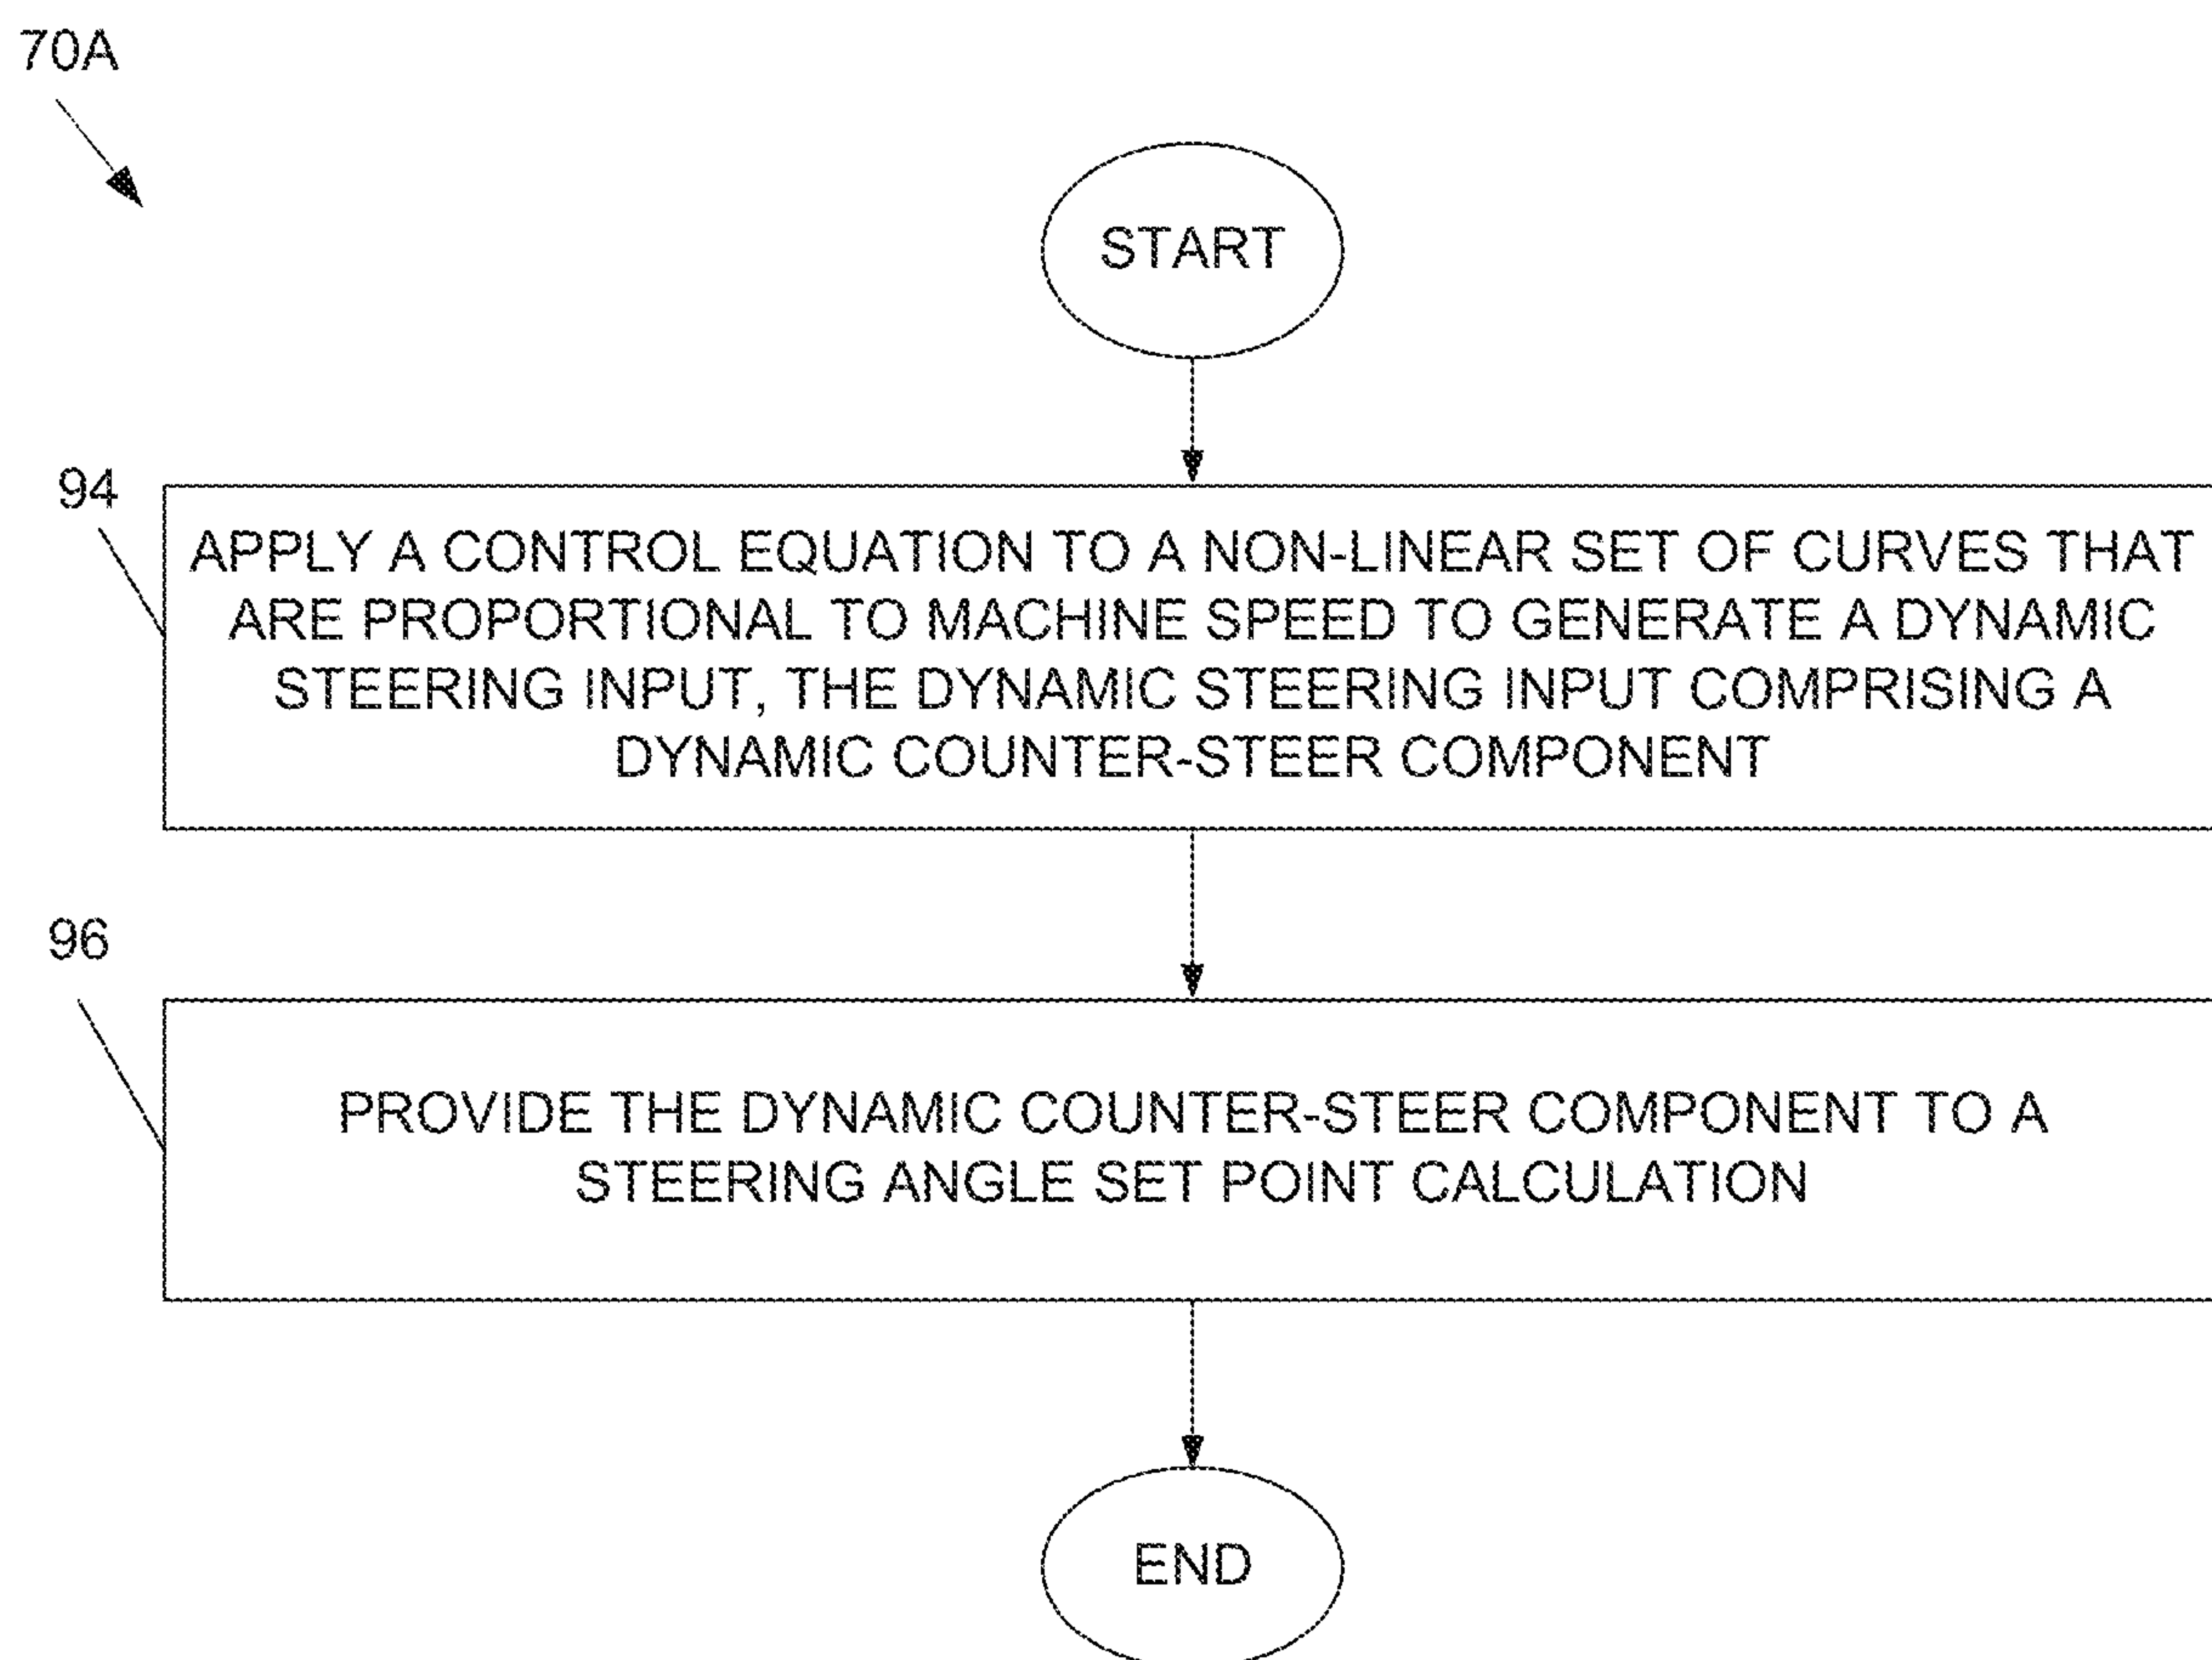 70A
START
94
APPLY A CONTROL EQUATION TO A NON-LINEAR SET OF CURVES THAT
ARE PROPORTIONAL TO MACHINE SPEED TO GENERATE A DYNAMIC
STEERING INPUT, THE DYNAMIC STEERING INPUT COMPRISING A
DYNAMIC COUNTER-STEER COMPONENT
96
PROVIDE THE DYNAMIC COUNTER-STEER COMPONENT TO A
STEERING ANGLE SET POINT CALCULATION
END